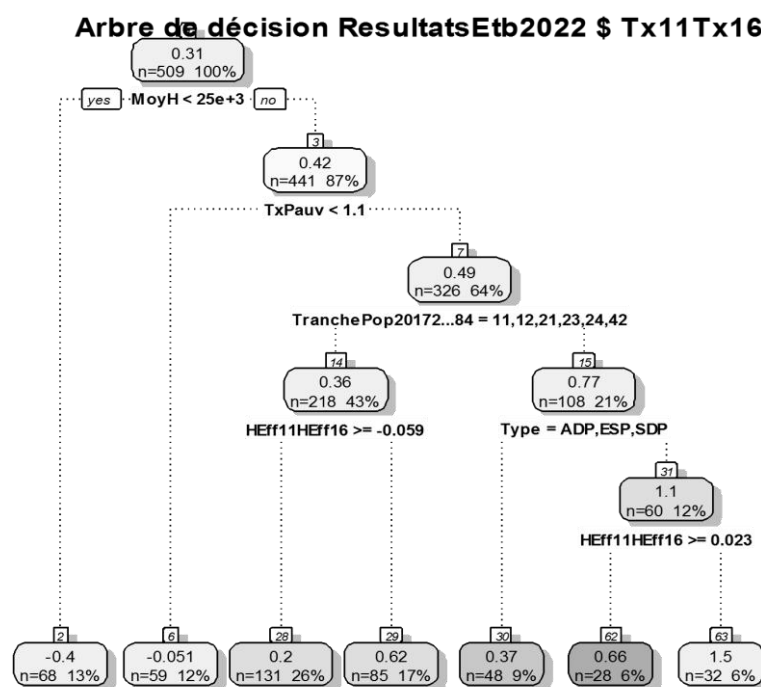 Arbre de décision ResultatsEtb2022 $ Tx11Tx16
0.31
n=509 100%
yes MoyH < 25e+3 no
3
0.42
n=441 87%
TxPauv < 1.1
7
0.49
n=326 64%
TranchePop20172...84 = 11,12,21,23,24,42
14 15
0.36 0.77
n=218 43% n=108 21%
HEff11HEff16 >= -0.059 Type = ADP,ESP,SDP
31
1.1
n=60 12%
HEff11HEff16 >= 0.023
2 6 28 29 30 62 63
-0.4 -0.051 0.2 0.62 0.37 0.66 1.5
n=68 13% n=59 12% n=131 26% n=85 17% n=48 9% n=28 6% n=32 6%